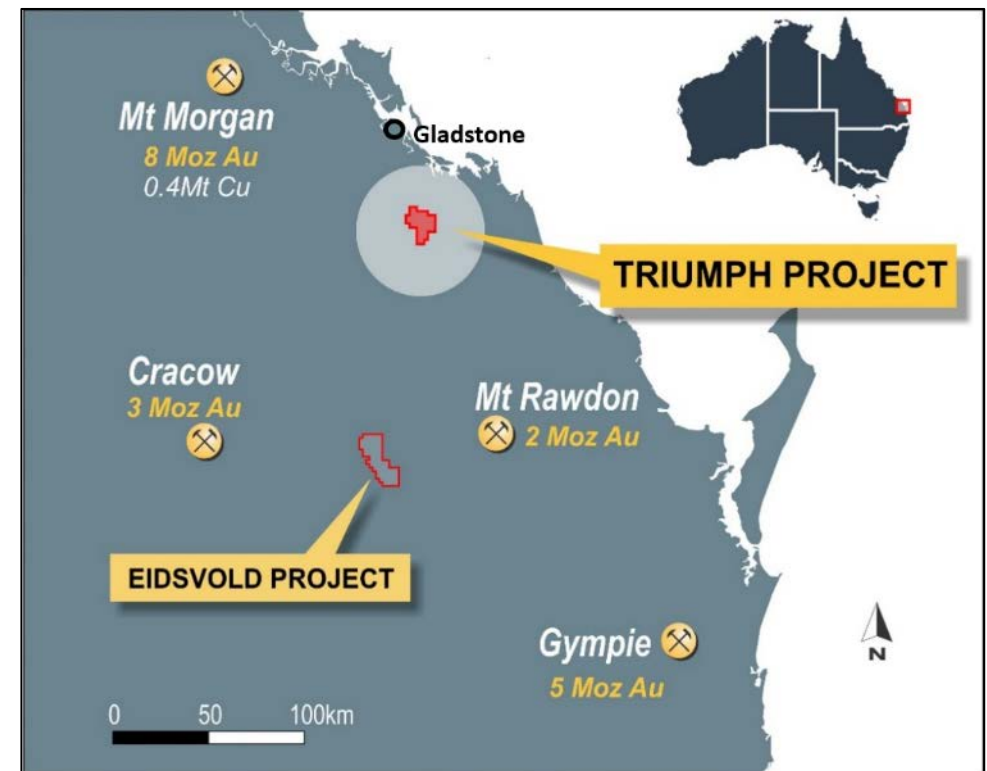 Mt Morgan
8 Moz Au
0.4Mt Cu
Gladstone
TRIUMPH PROJECT
Cracow
3 Moz Au
Mt Rawdon
2 Moz Au
EIDSVOLD PROJECT
Gympie
5 Moz Au
N
0 50 100km